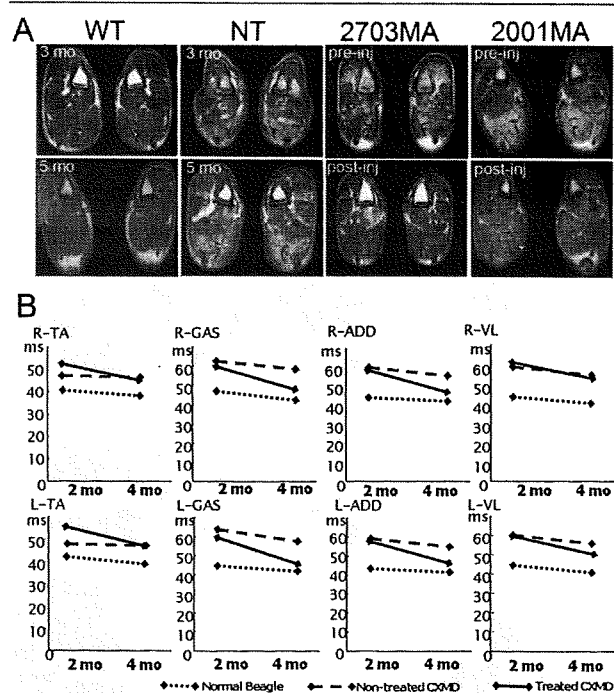 A
WT NT 2703MA 2001MA
3 mo 3 mo pre-inj pre-inj
5 mo 5 mo post-inj post-inj
B
R-TA R-GAS R-ADD R-VL
ms ms ms ms
50 60 60 60
40 50 50 50
30 40 40 40
20 30 30 30
10 20 20 20
0 10 10 10
0 0 0
2 mo 4 mo 2 mo 4 mo 2 mo 4 mo 2 mo 4 mo
L-TA L-GAS L-ADD L-VL
ms ms ms ms
50 60 60 60
40 50 50 50
30 40 40 40
20 30 30 30
10 20 20 20
0 10 10 10
0 0 0
2 mo 4 mo 2 mo 4 mo 2 mo 4 mo 2 mo 4 mo
Normal Beagle Non-treated CXMD Treated CXMD